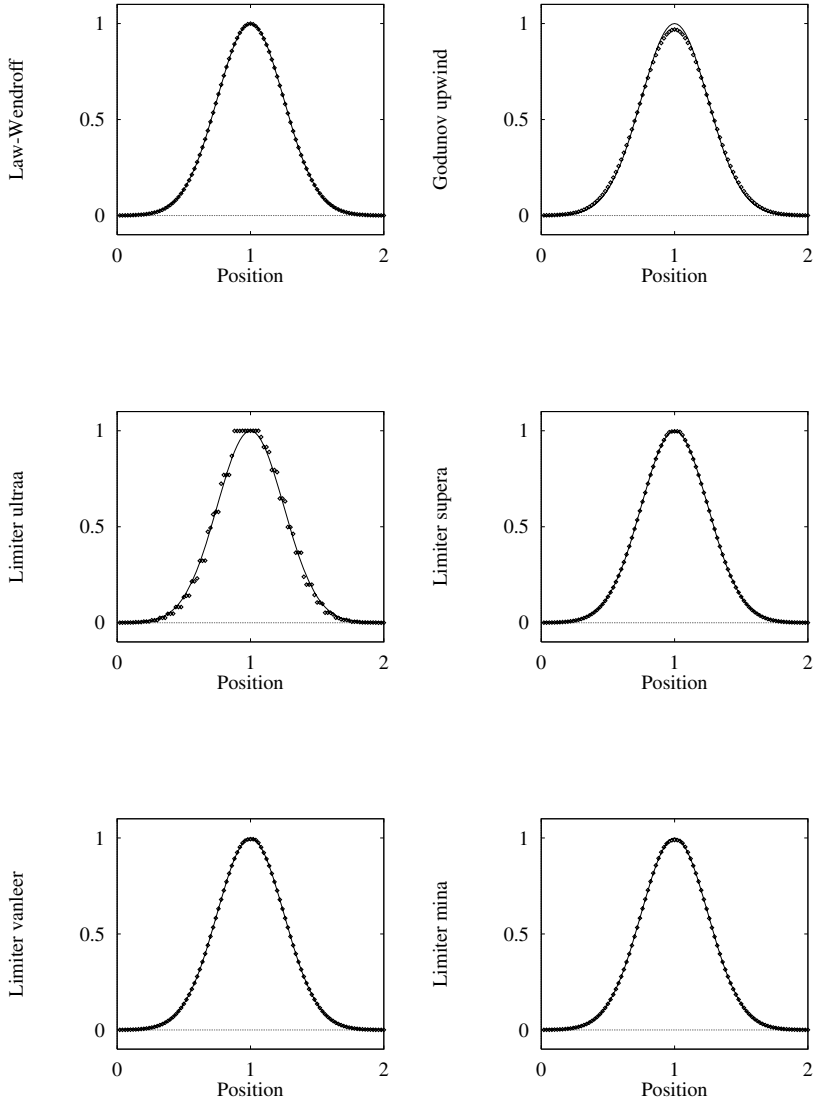 Law-Wendroff
1
0.5
0
0 1 2
Position
Godunov upwind
1
0.5
0
0 1 2
Position
Limiter ultraa
1
0.5
0
0 1 2
Position
Limiter supera
1
0.5
0
0 1 2
Position
Limiter vanleer
1
0.5
0
0 1 2
Position
Limiter mina
1
0.5
0
0 1 2
Position